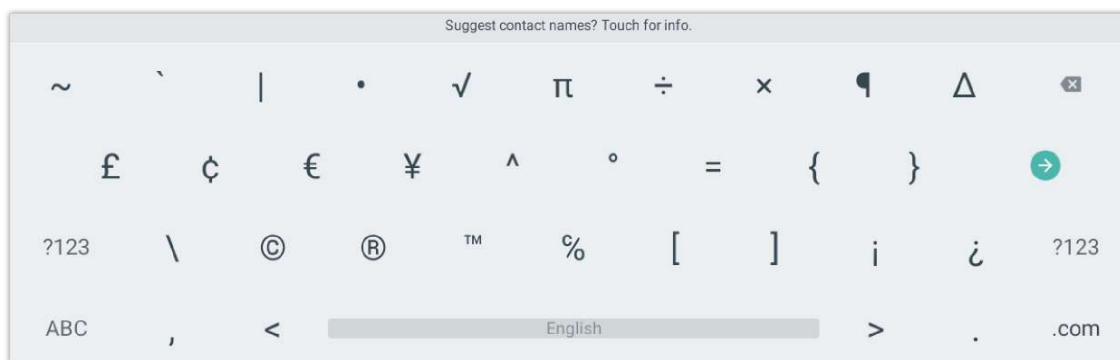 Suggest contact names? Touch for info.
~ ` | • √ π ÷ × ¶ Δ
£ ¢ € ¥ ^ ° = { }
?123 \ © ® ™ ℅ [ ] ¡ ¿ ?123
ABC , < English > . .com